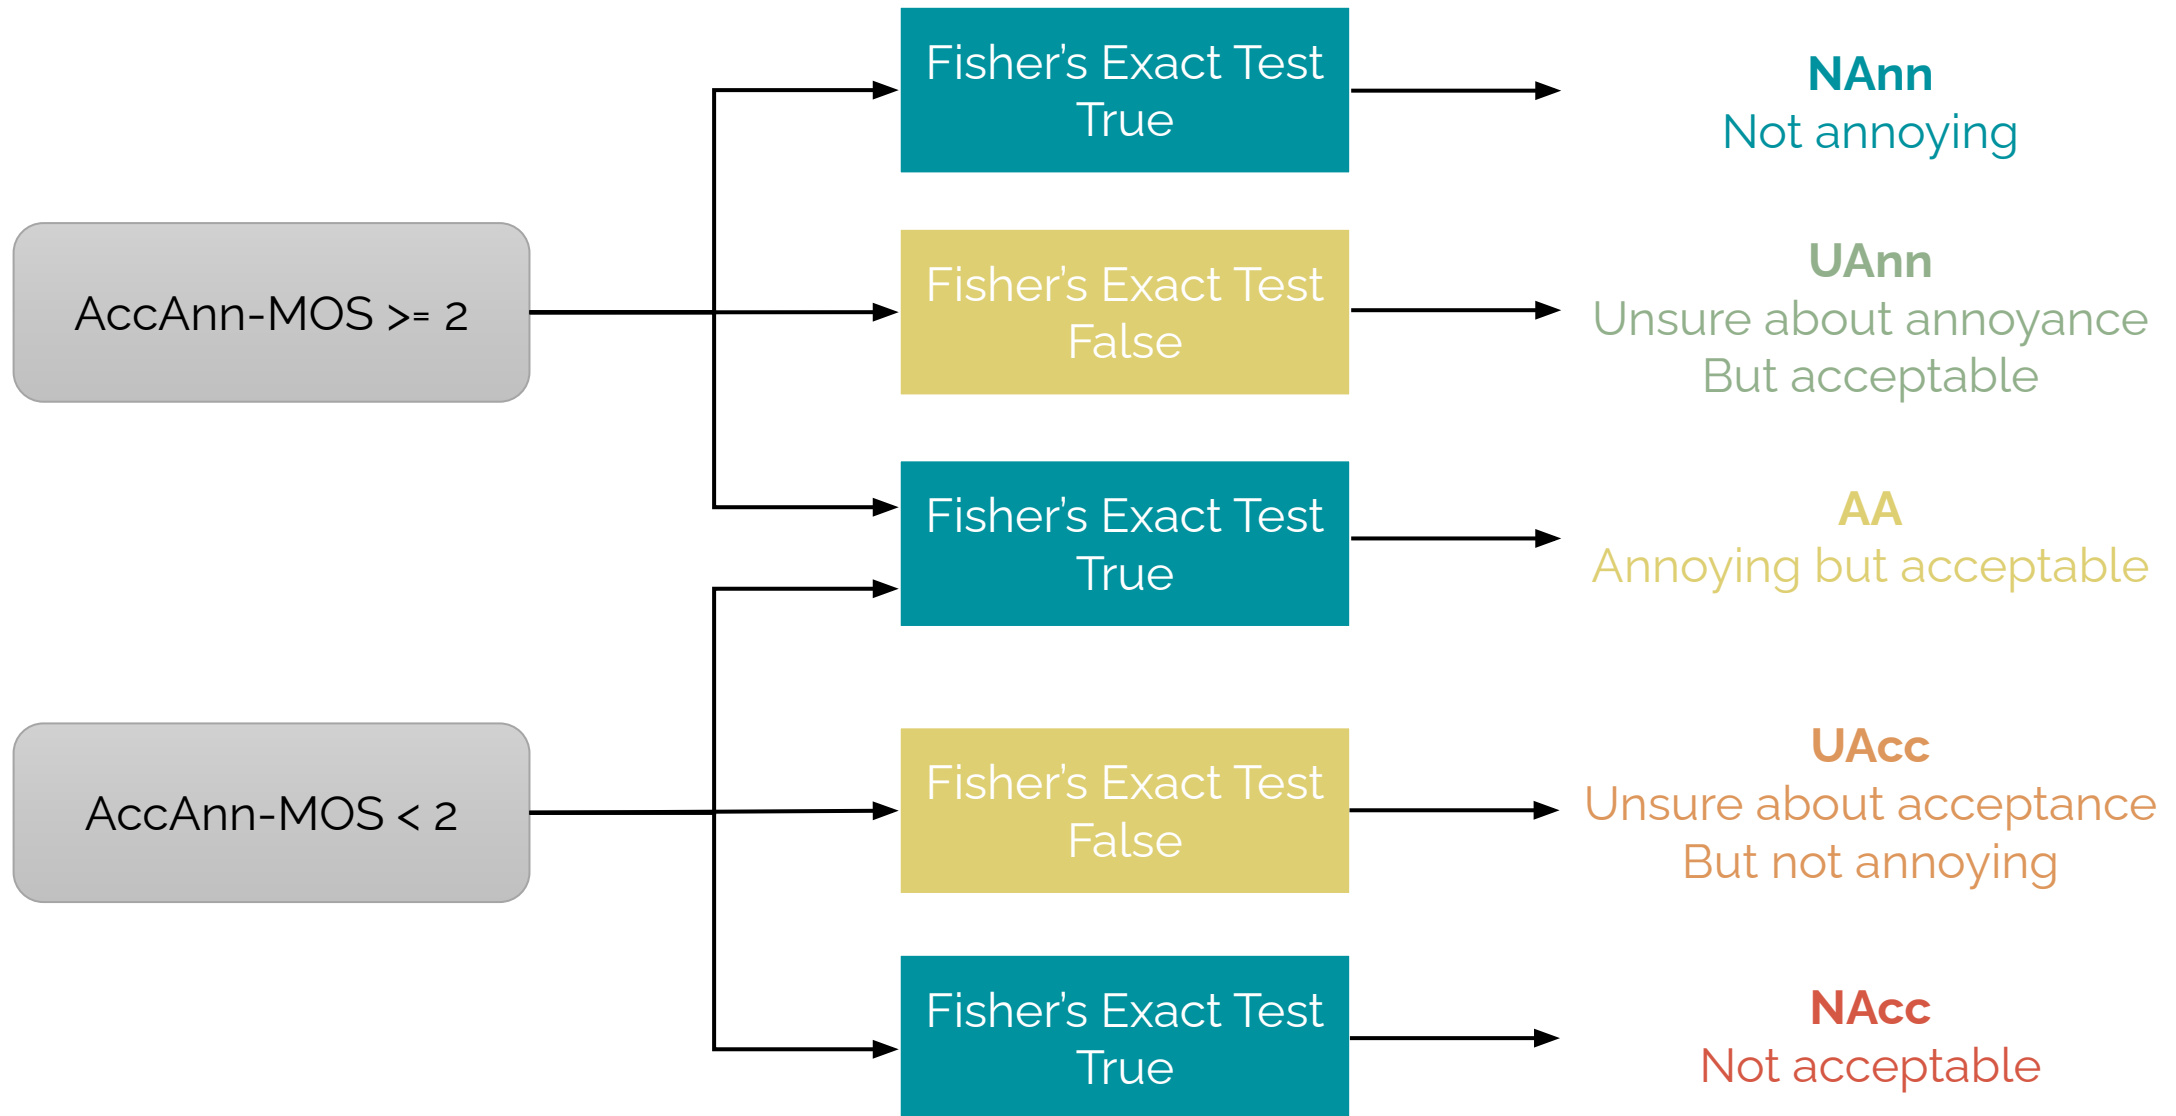 Fisher’s Exact Test
True
NAnn
Not annoying
AccAnn-MOS >= 2
Fisher’s Exact Test
False
UAnn
Unsure about annoyance
But acceptable
Fisher’s Exact Test
True
AA
Annoying but acceptable
AccAnn-MOS < 2
Fisher’s Exact Test
False
UAcc
Unsure about acceptance
But not annoying
Fisher’s Exact Test
True
NAcc
Not acceptable